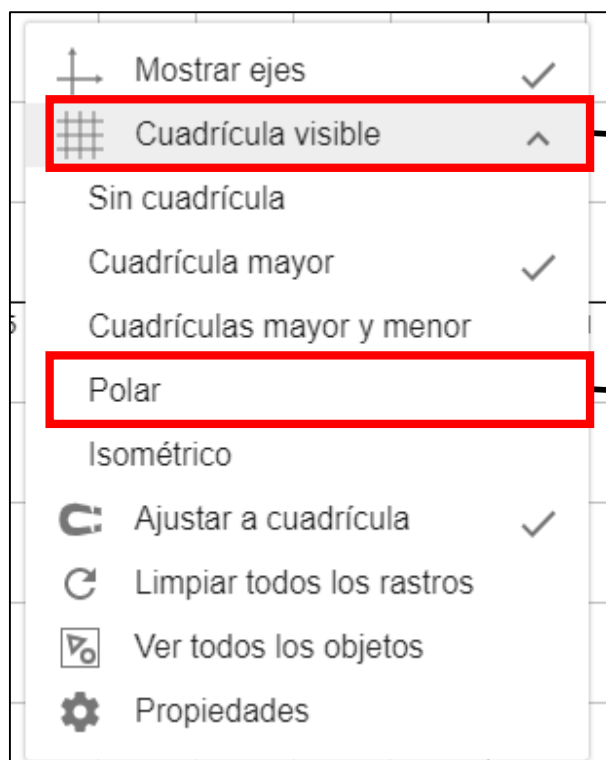 Mostrar ejes
Cuadrícula visible
Sin cuadrícula
Cuadrícula mayor
Cuadrículas mayor y menor
Polar
Isométrico
Ajustar a cuadrícula
Limpiar todos los rastros
Ver todos los objetos
Propiedades